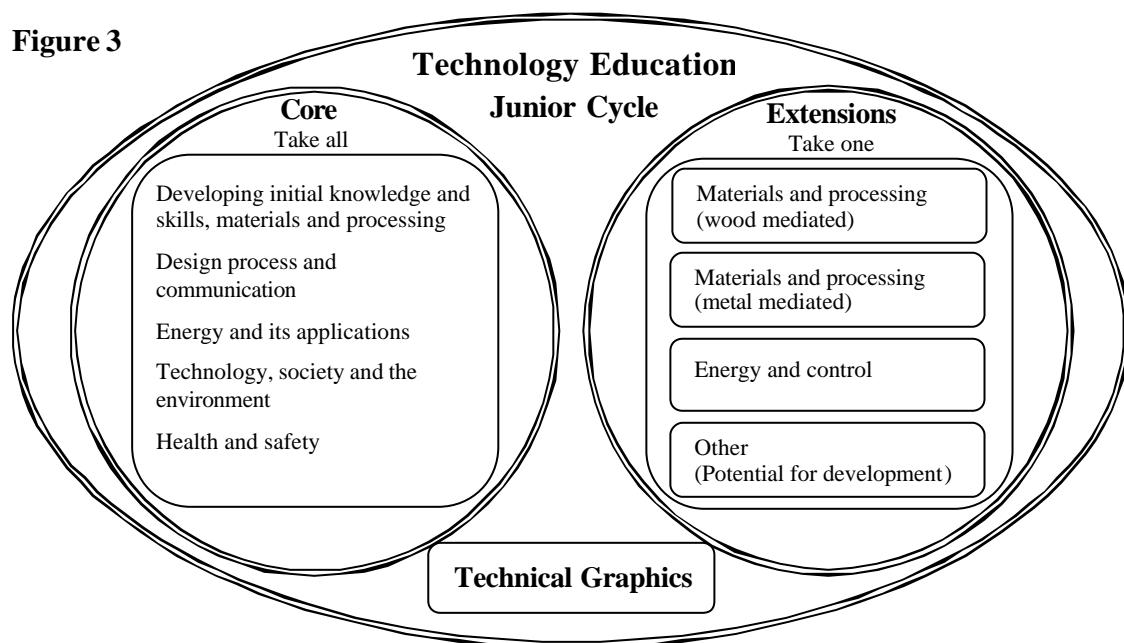 Figure 3
Technology Education
Junior Cycle
Core
Take all
Developing initial knowledge and
skills, materials and processing
Design process and
communication
Energy and its applications
Technology, society and the
environment
Health and safety
Extensions
Take one
Materials and processing
(wood mediated)
Materials and processing
(metal mediated)
Energy and control
Other
(Potential for development)
Technical Graphics